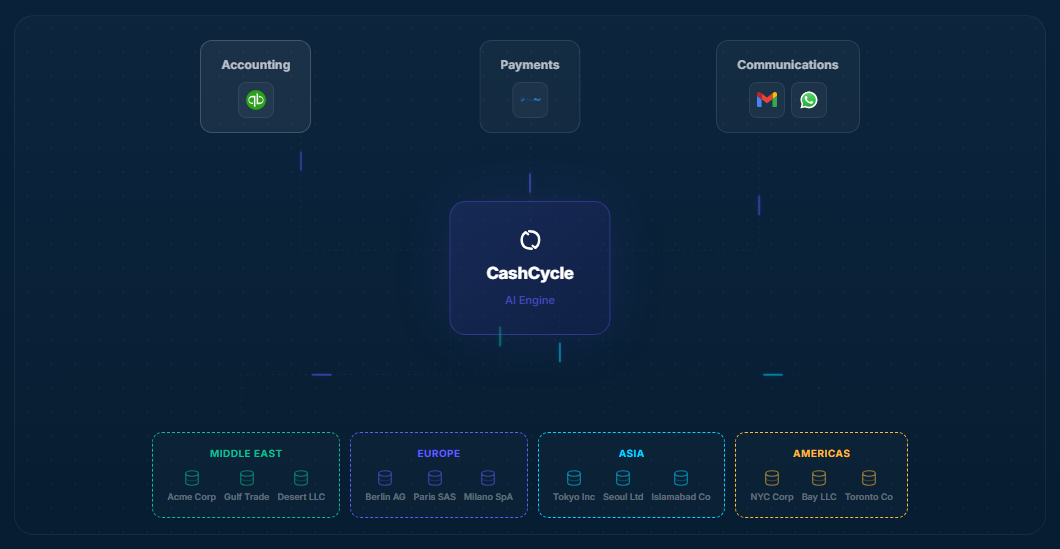 Accounting
Payments
Communications
qb
CashCycle
AI Engine
MIDDLE EAST
Acme Corp Gulf Trade Desert LLC
EUROPE
Berlin AG Paris SAS Milano SpA
ASIA
Tokyo Inc Seoul Ltd Islamabad Co
AMERICAS
NYC Corp Bay LLC Toronto Co